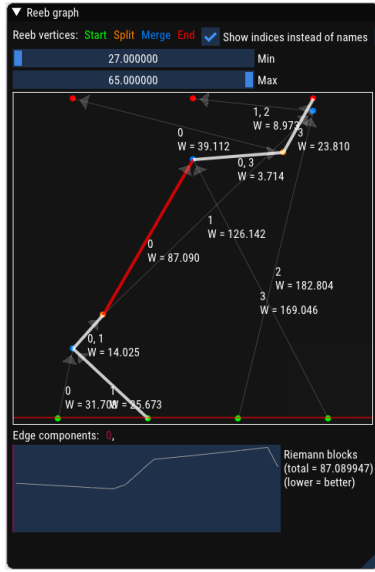 Reeb graph
Reeb vertices: Start Split Merge End Show indices instead of names
27.000000 Min
65.000000 Max
1, 2
W = 8.973
3
W = 23.810
0
W = 39.112
0, 3
W = 3.714
1
W = 126.142
0
W = 87.090
2
W = 182.804
3
W = 169.046
0, 1
W = 14.025
0
W = 31.708
1
W = 25.673
Edge components: 0,
Riemann blocks
(total = 87.089947)
(lower = better)